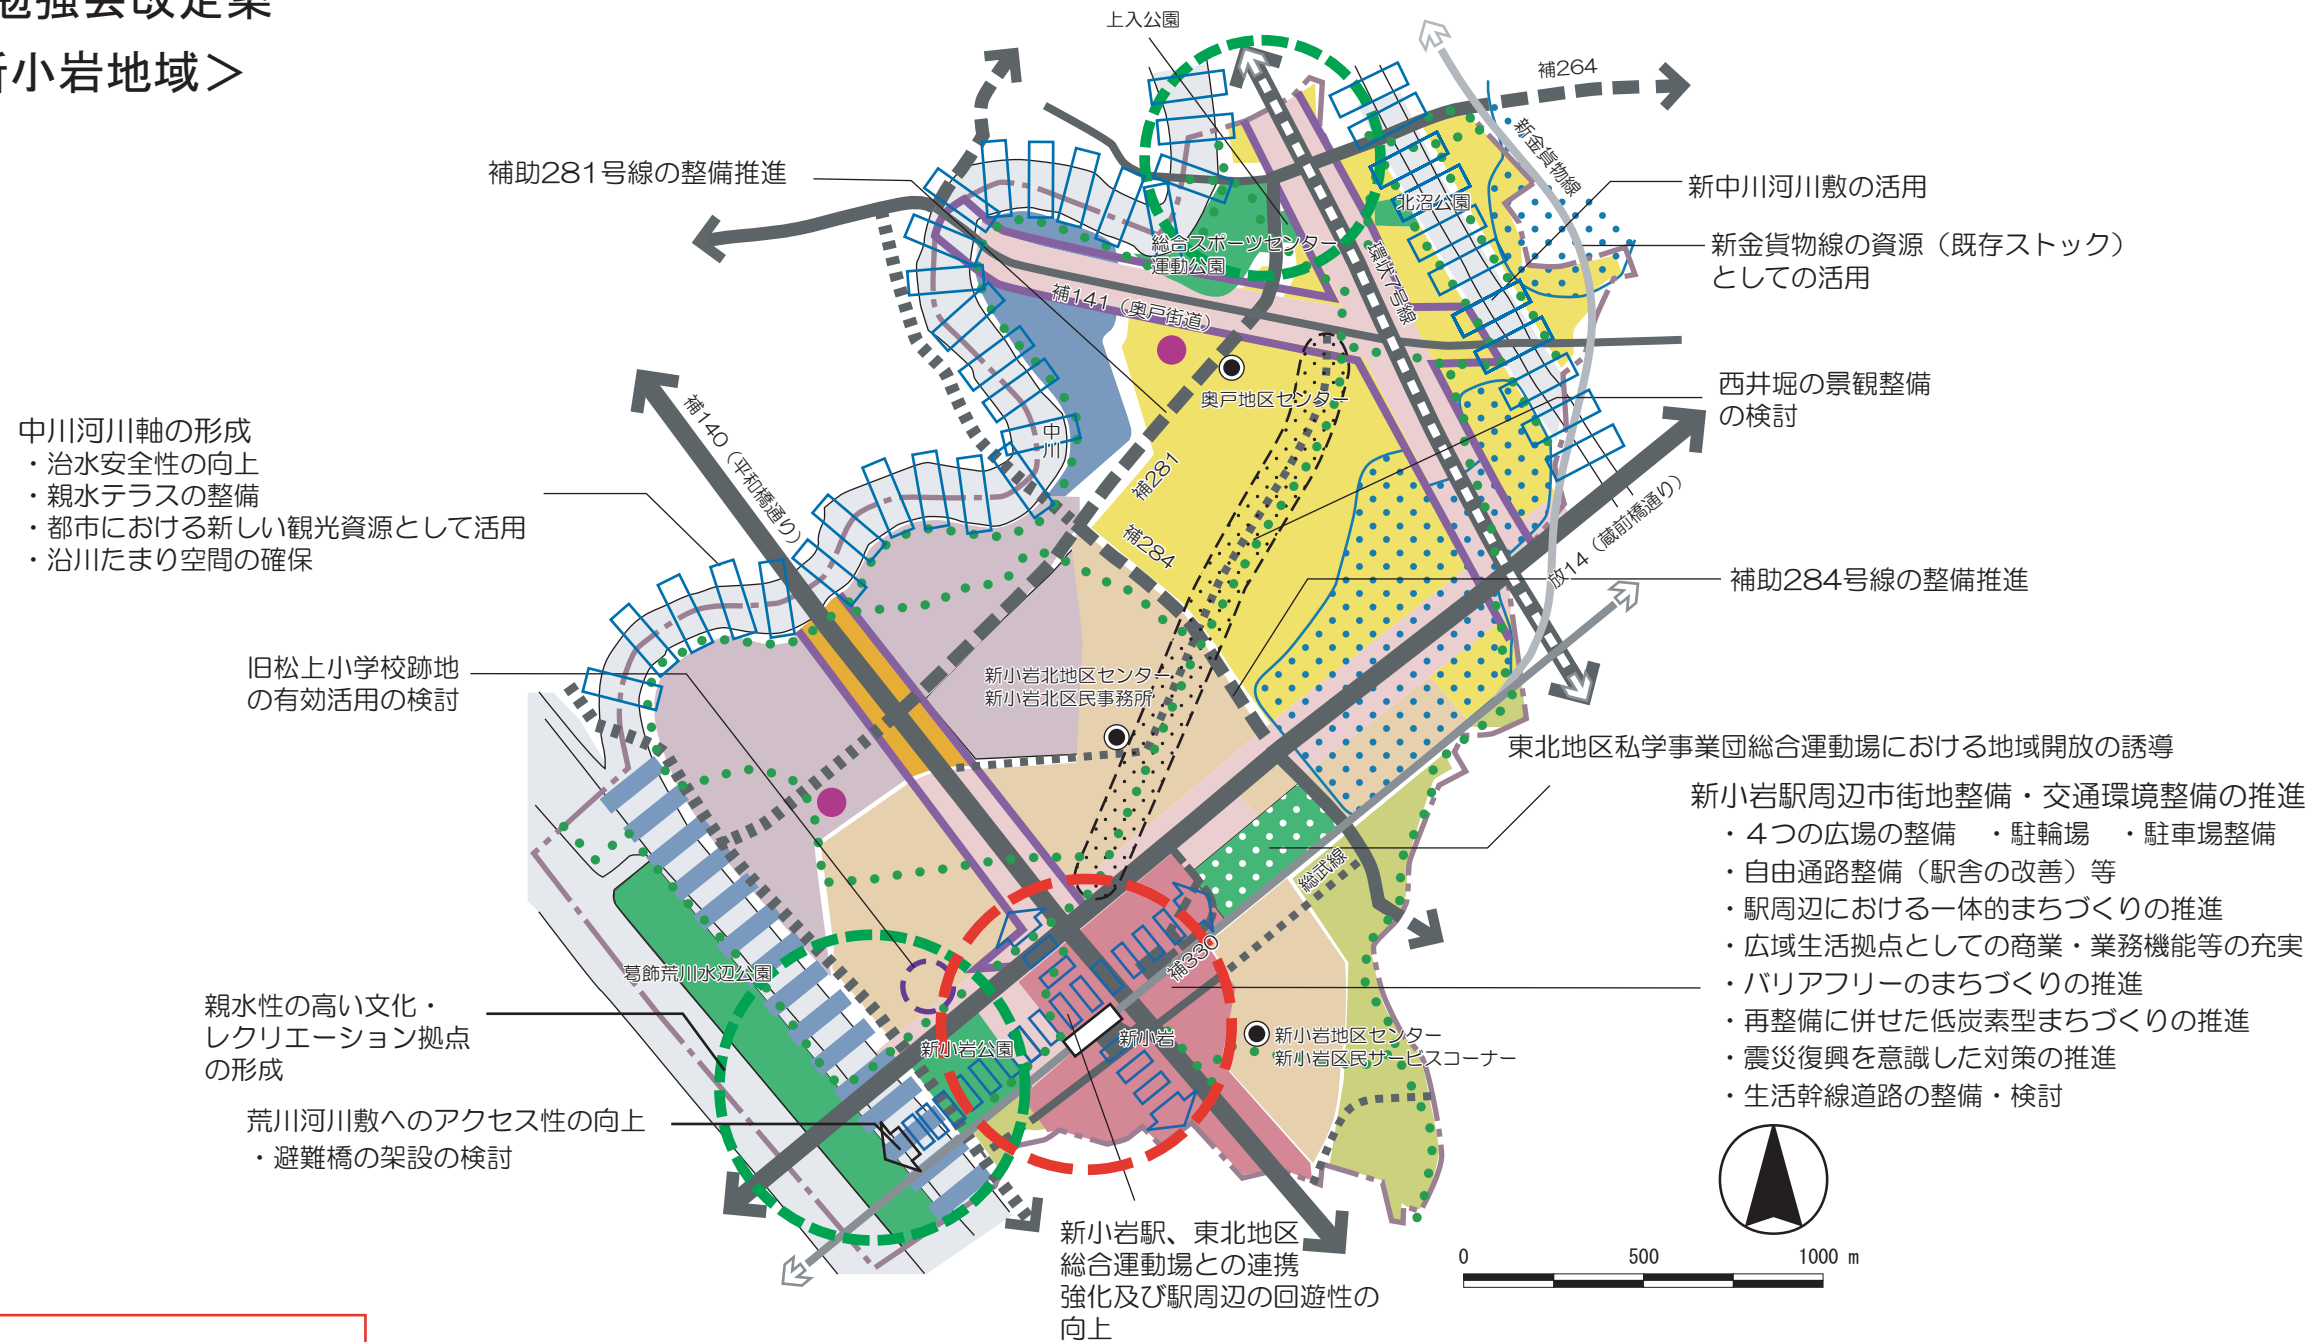 勉強会改定案
新小岩地域＞
上入公園
補264
新金貨物線
補助281号線の整備推進
新中川河川敷の活用
北沼公園
新金貨物線の資源（既存ストック）
としての活用
総合スポーツセンター
運動公園
環状7号線
補141（奥戸街道）
奥戸地区センター
西井堀の景観整備
の検討
補140（平和橋通り）
中川
中川河川軸の形成
・治水安全性の向上
・親水テラスの整備
・都市における新しい観光資源として活用
・沿川たまり空間の確保
補281
補284
放14（蔵前橋通り）
補助284号線の整備推進
旧松上小学校跡地
の有効活用の検討
新小岩北地区センター
新小岩北区民事務所
東北地区私学事業団総合運動場における地域開放の誘導
新小岩駅周辺市街地整備・交通環境整備の推進
・４つの広場の整備　・駐輪場　・駐車場整備
・自由通路整備（駅舎の改善）等
・駅周辺における一体的まちづくりの推進
・広域生活拠点としての商業・業務機能等の充実
・バリアフリーのまちづくりの推進
・再整備に併せた低炭素型まちづくりの推進
・震災復興を意識した対策の推進
・生活幹線道路の整備・検討
総武線
補330
葛飾荒川水辺公園
親水性の高い文化・
レクリエーション拠点
の形成
新小岩公園
新小岩
新小岩地区センター
新小岩区民サービスコーナー
荒川河川敷へのアクセス性の向上
・避難橋の架設の検討
新小岩駅、東北地区
総合運動場との連携
強化及び駅周辺の回遊性の
向上
0 500 1000 m